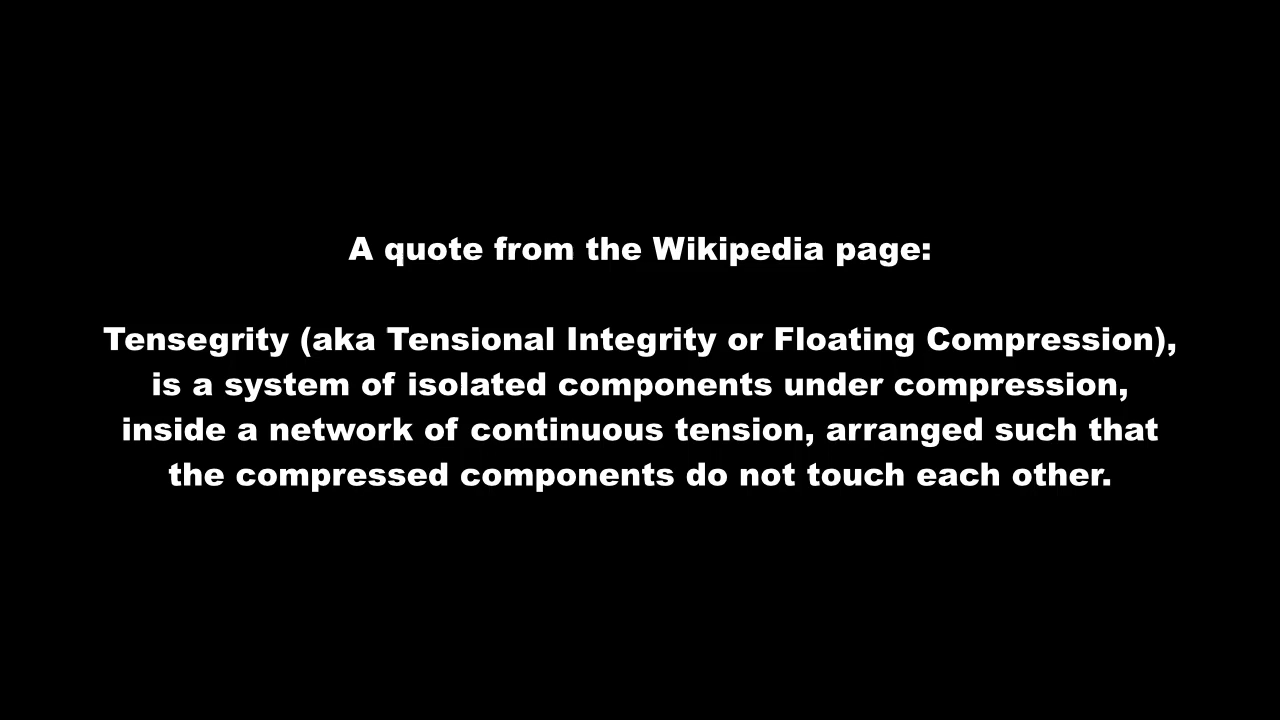 A quote from the Wikipedia page:
Tensegrity (aka Tensional Integrity or Floating Compression),
is a system of isolated components under compression,
inside a network of continuous tension, arranged such that
the compressed components do not touch each other.